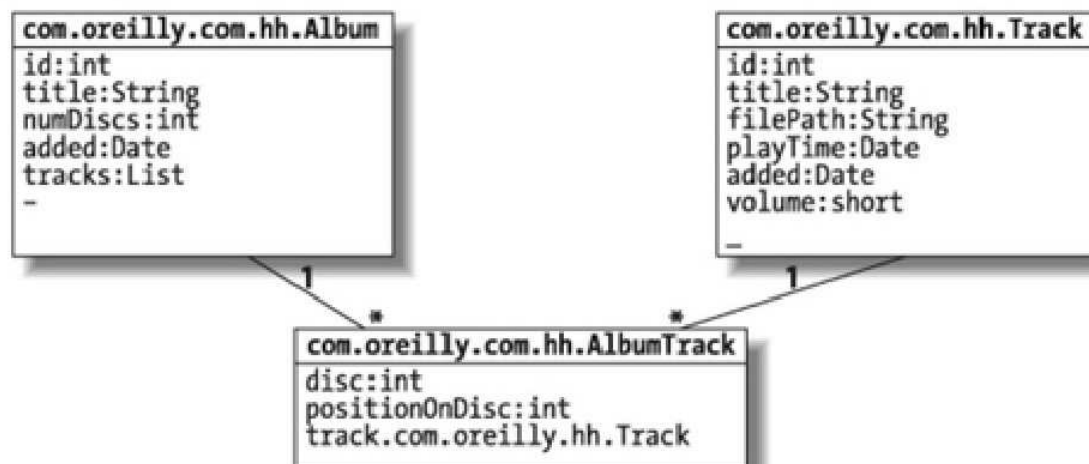 com.oreilly.com.hh.Album
id:int
title:String
numDiscs:int
added:Date
tracks:List
–
com.oreilly.com.hh.Track
id:int
title:String
filePath:String
playTime:Date
added:Date
volume:short
–
1
*
1
*
com.oreilly.com.hh.AlbumTrack
disc:int
positionOnDisc:int
track.com.oreilly.hh.Track